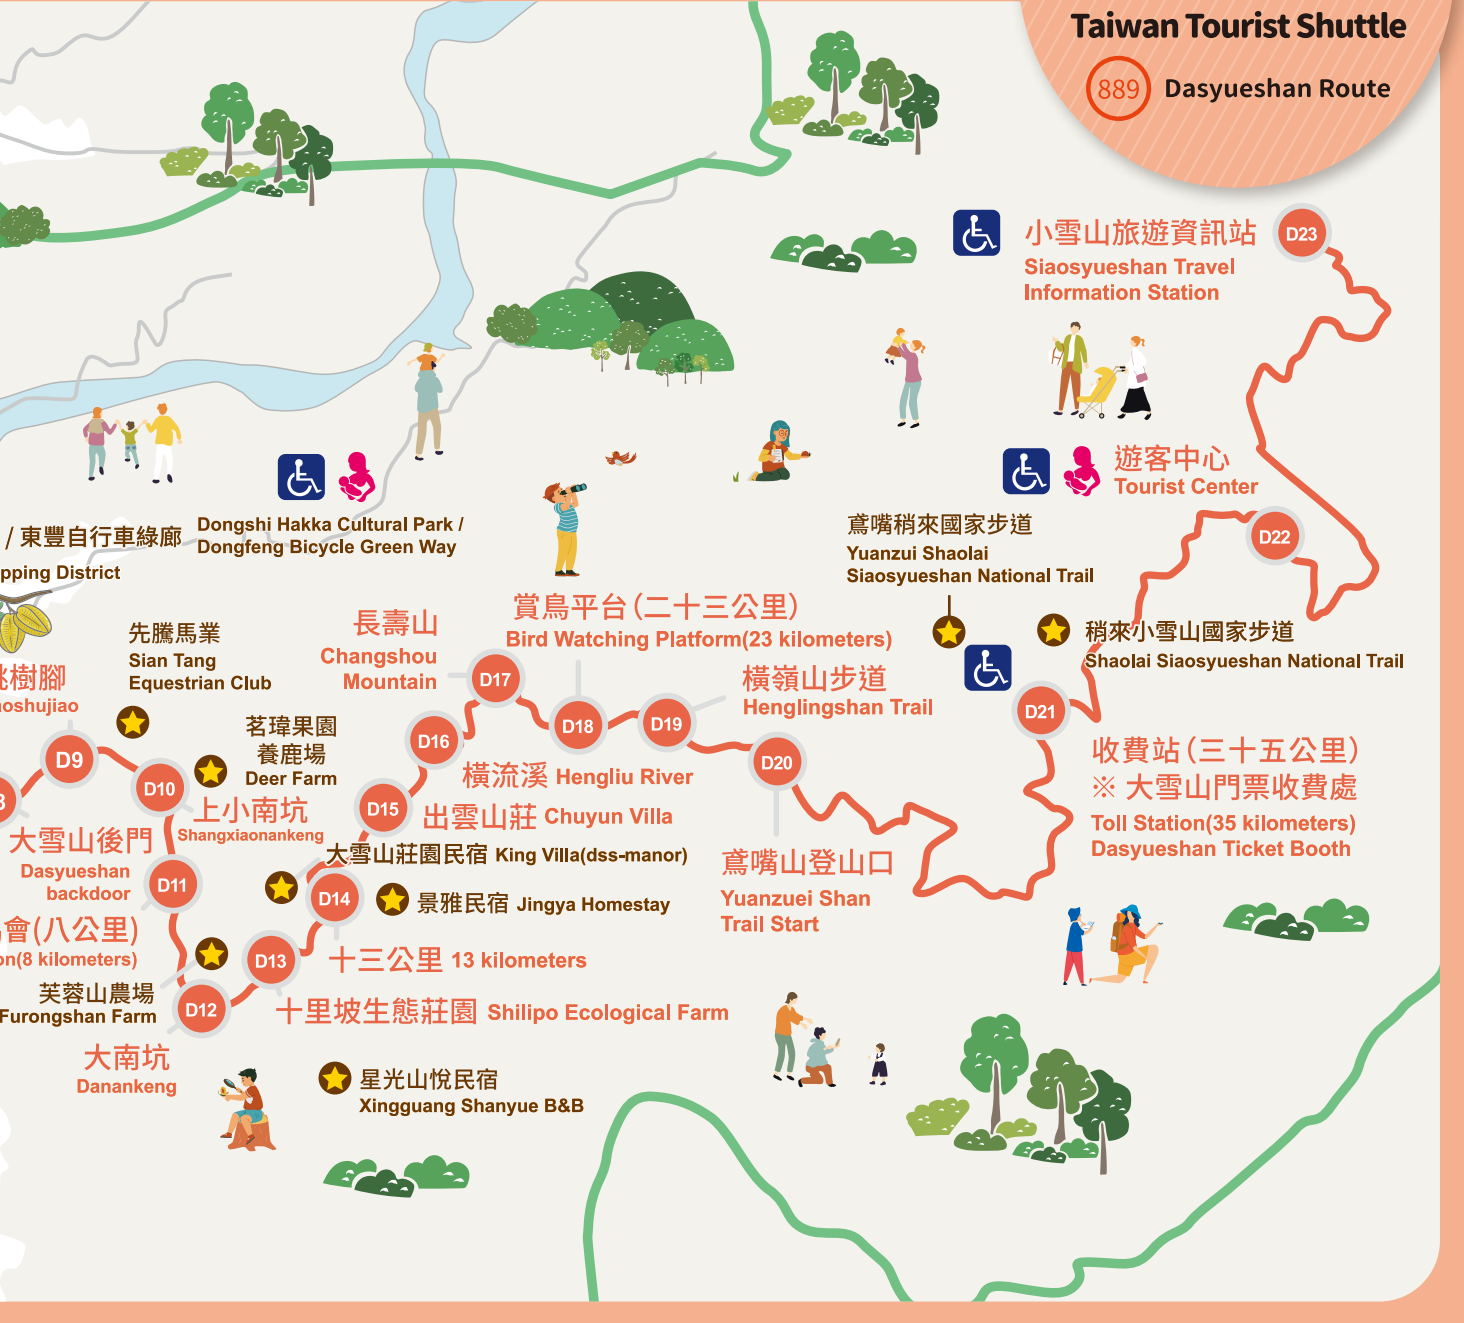 Taiwan Tourist Shuttle
889 Dasyueshan Route
小雪山旅遊資訊站
Siaosyueshan Travel
Information Station
D23
遊客中心
Tourist Center
D22
/ 東豐自行車綠廊
Dongshi Hakka Cultural Park /
Dongfeng Bicycle Green Way
pping District
鳶嘴稍來國家步道
Yuanzui Shaolai
Siaosyueshan National Trail
稍來小雪山國家步道
Shaolai Siaosyueshan National Trail
先騰馬業
Sian Tang
Equestrian Club
長壽山
Changshou
Mountain
D17
賞鳥平台(二十三公里)
Bird Watching Platform(23 kilometers)
D18
橫嶺山步道
Henglingshan Trail
D19
D21
收費站(三十五公里)
※ 大雪山門票收費處
Toll Station(35 kilometers)
Dasyueshan Ticket Booth
樹腳
oshujiao
D9
茗瑋果園
養鹿場
Deer Farm
D10
上小南坑
Shangxiaonankeng
D16
橫流溪 Hengliu River
D15
出雲山莊 Chuyun Villa
D20
鳶嘴山登山口
Yuanzuei Shan
Trail Start
大雪山後門
Dasyueshan
backdoor
D11
大雪山莊園民宿 King Villa(dss-manor)
D14
景雅民宿 Jingya Homestay
會(八公里)
on(8 kilometers)
D13
十三公里 13 kilometers
芙蓉山農場
Furongshan Farm
D12
十里坡生態莊園 Shilipo Ecological Farm
大南坑
Danankeng
星光山悅民宿
Xingguang Shanyue B&B